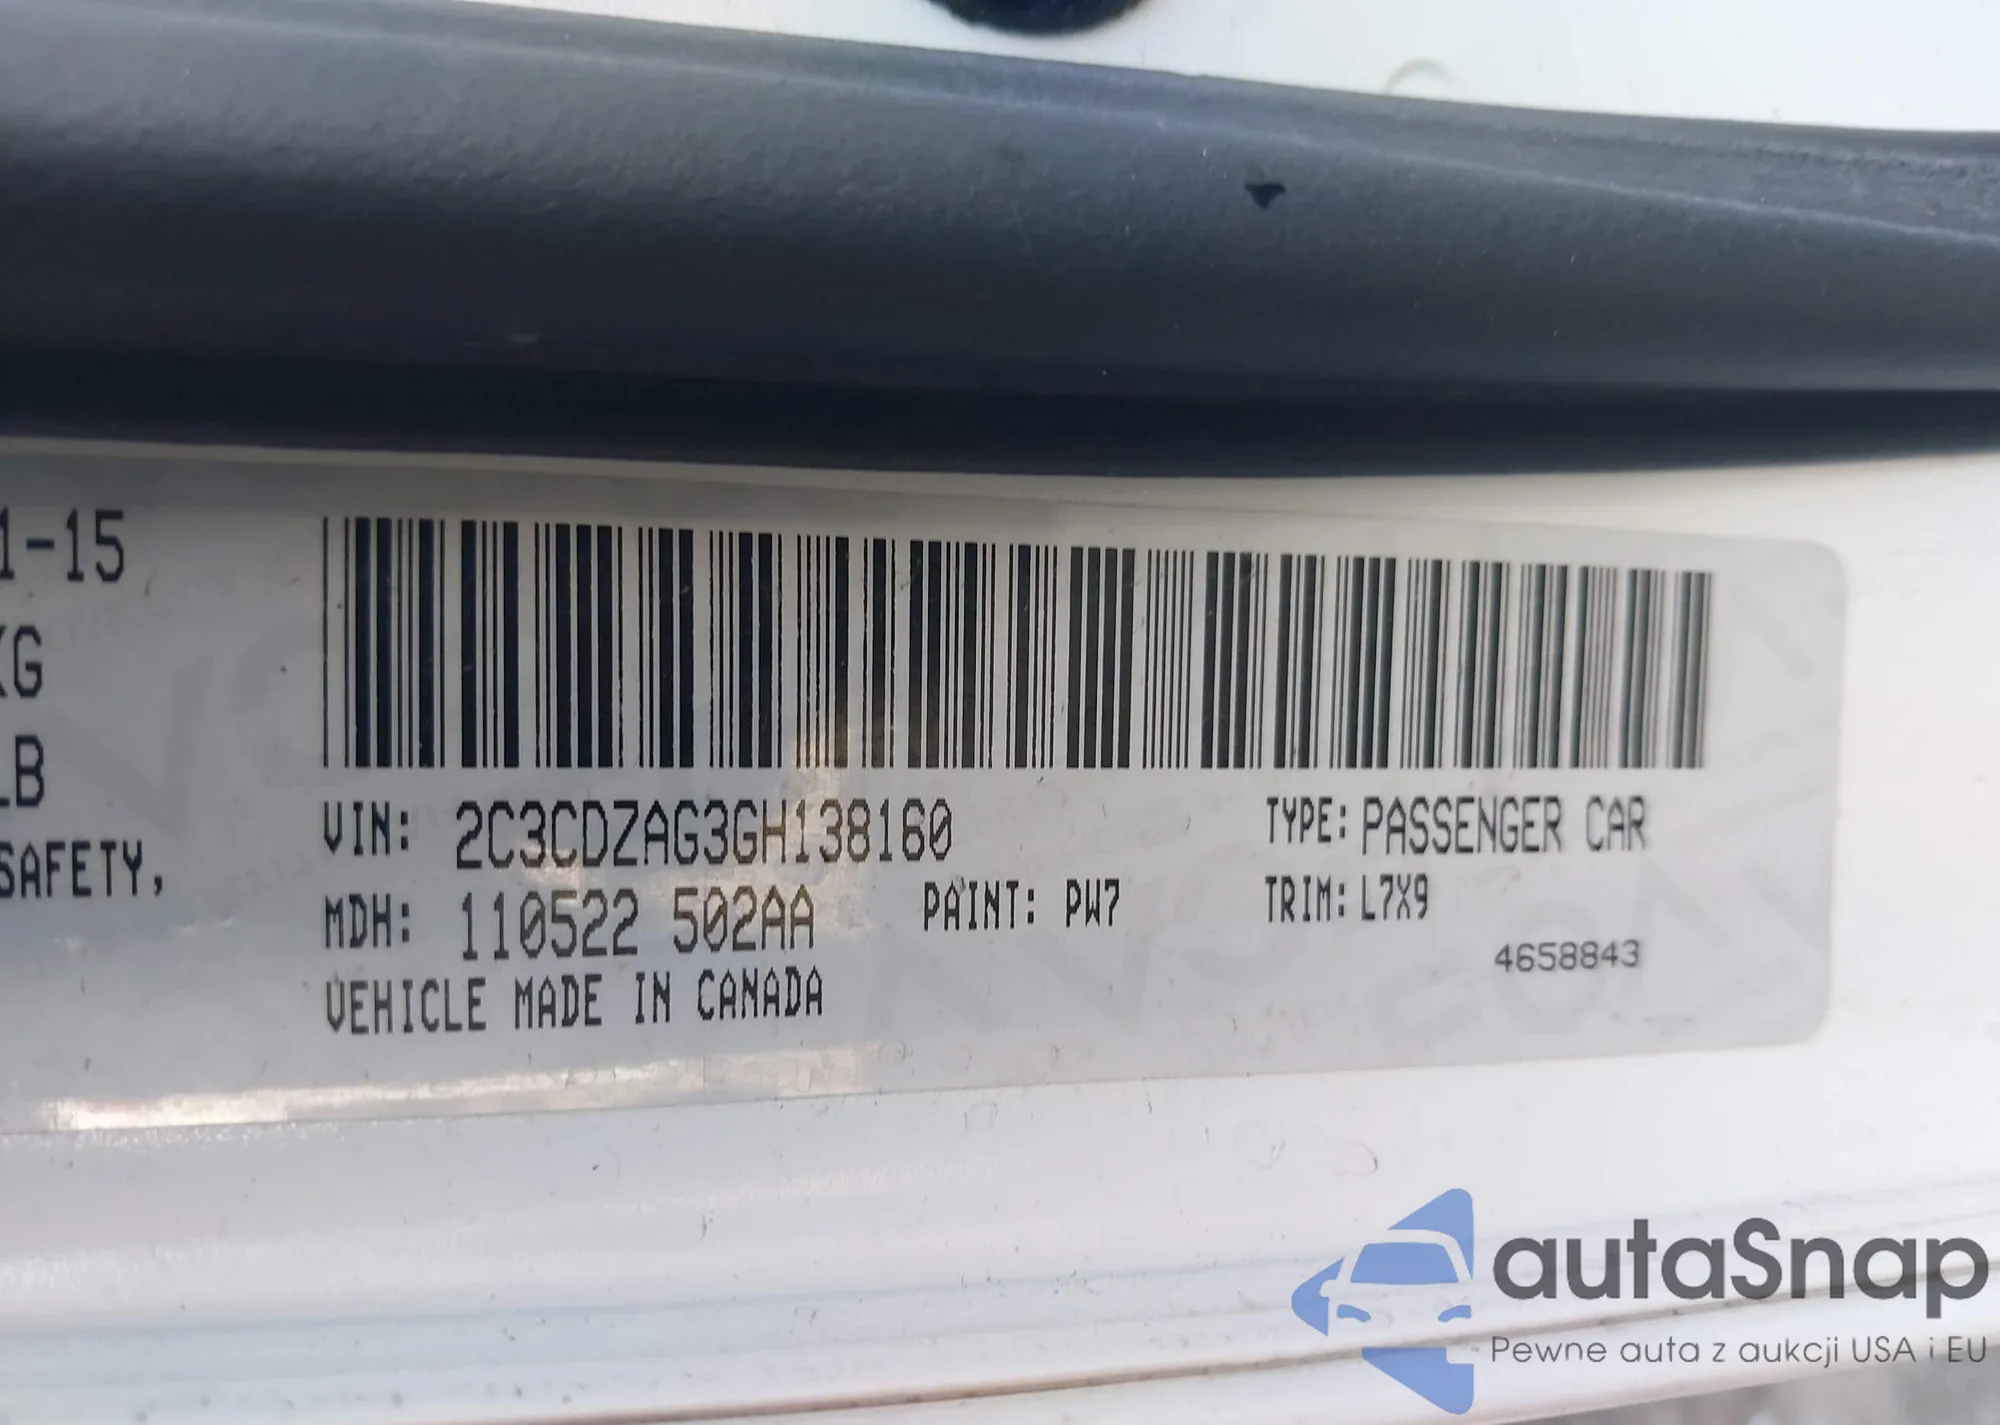 1-15
KG
LB
SAFETY,
VIN: 2C3CDZAG3GH138160
TYPE: PASSENGER CAR
MDH: 110522 502AA
PAINT: PW7
TRIM: L7X9
4658843
VEHICLE MADE IN CANADA
autaSnap
Pewne auta z aukcji USA i EU